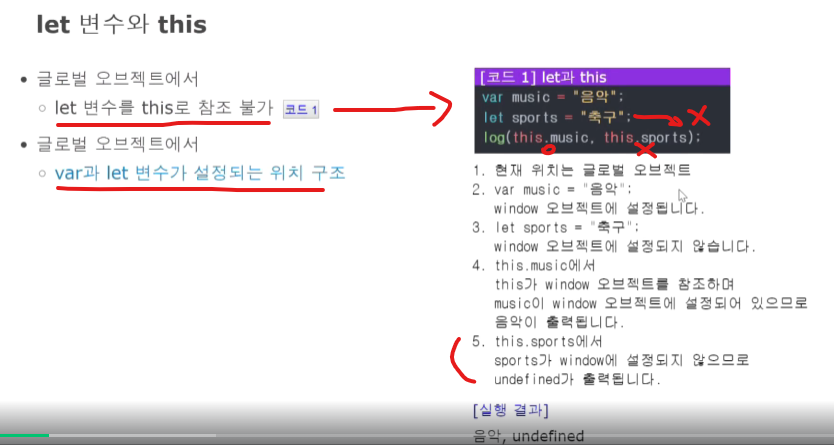 let 변수와 this
• 글로벌 오브젝트에서
○ let 변수를 this로 참조 불가 코드 1
• 글로벌 오브젝트에서
○ var과 let 변수가 설정되는 위치 구조
[코드 1] let과 this
var music = "음악";
let sports = "축구";
log(this.music, this.sports);
1. 현재 위치는 글로벌 오브젝트
2. var music = "음악";
window 오브젝트에 설정됩니다.
3. let sports = "축구";
window 오브젝트에 설정되지 않습니다.
4. this.music에서
this가 window 오브젝트를 참조하며
music이 window 오브젝트에 설정되어 있으므로
음악이 출력됩니다.
5. this.sports에서
sports가 window에 설정되지 않으므로
undefined가 출력됩니다.
[실행 결과]
음악, undefined